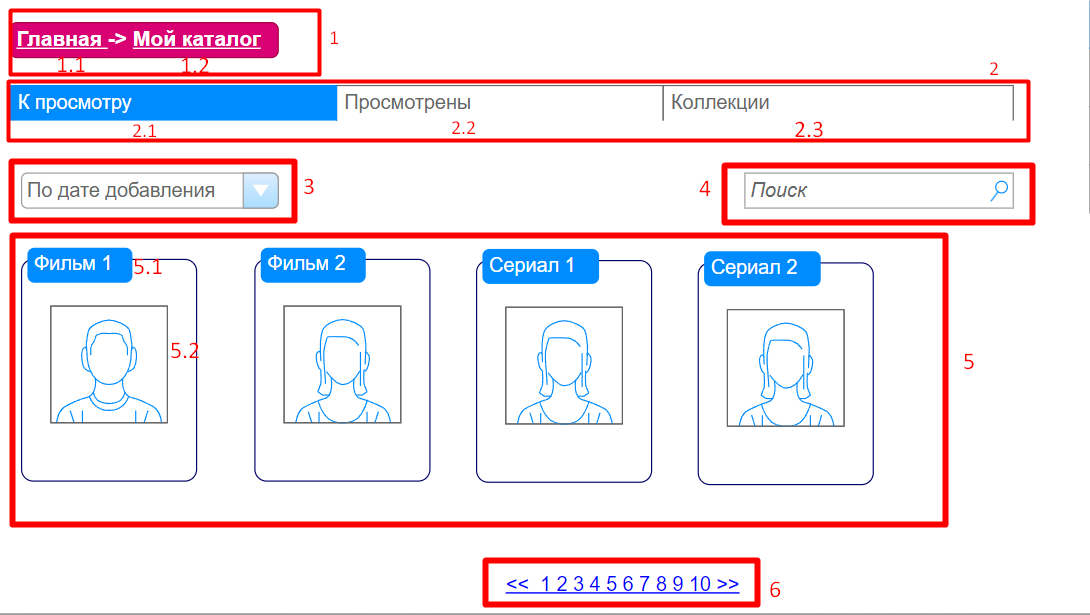 Главная -> Мой каталог
1
1.1
1.2
2
К просмотру
Просмотрены
Коллекции
2.1
2.2
2.3
По дате добавления
3
4
Поиск
Фильм 1
5.1
Фильм 2
Сериал 1
Сериал 2
5.2
5
<< 1 2 3 4 5 6 7 8 9 10 >>
6